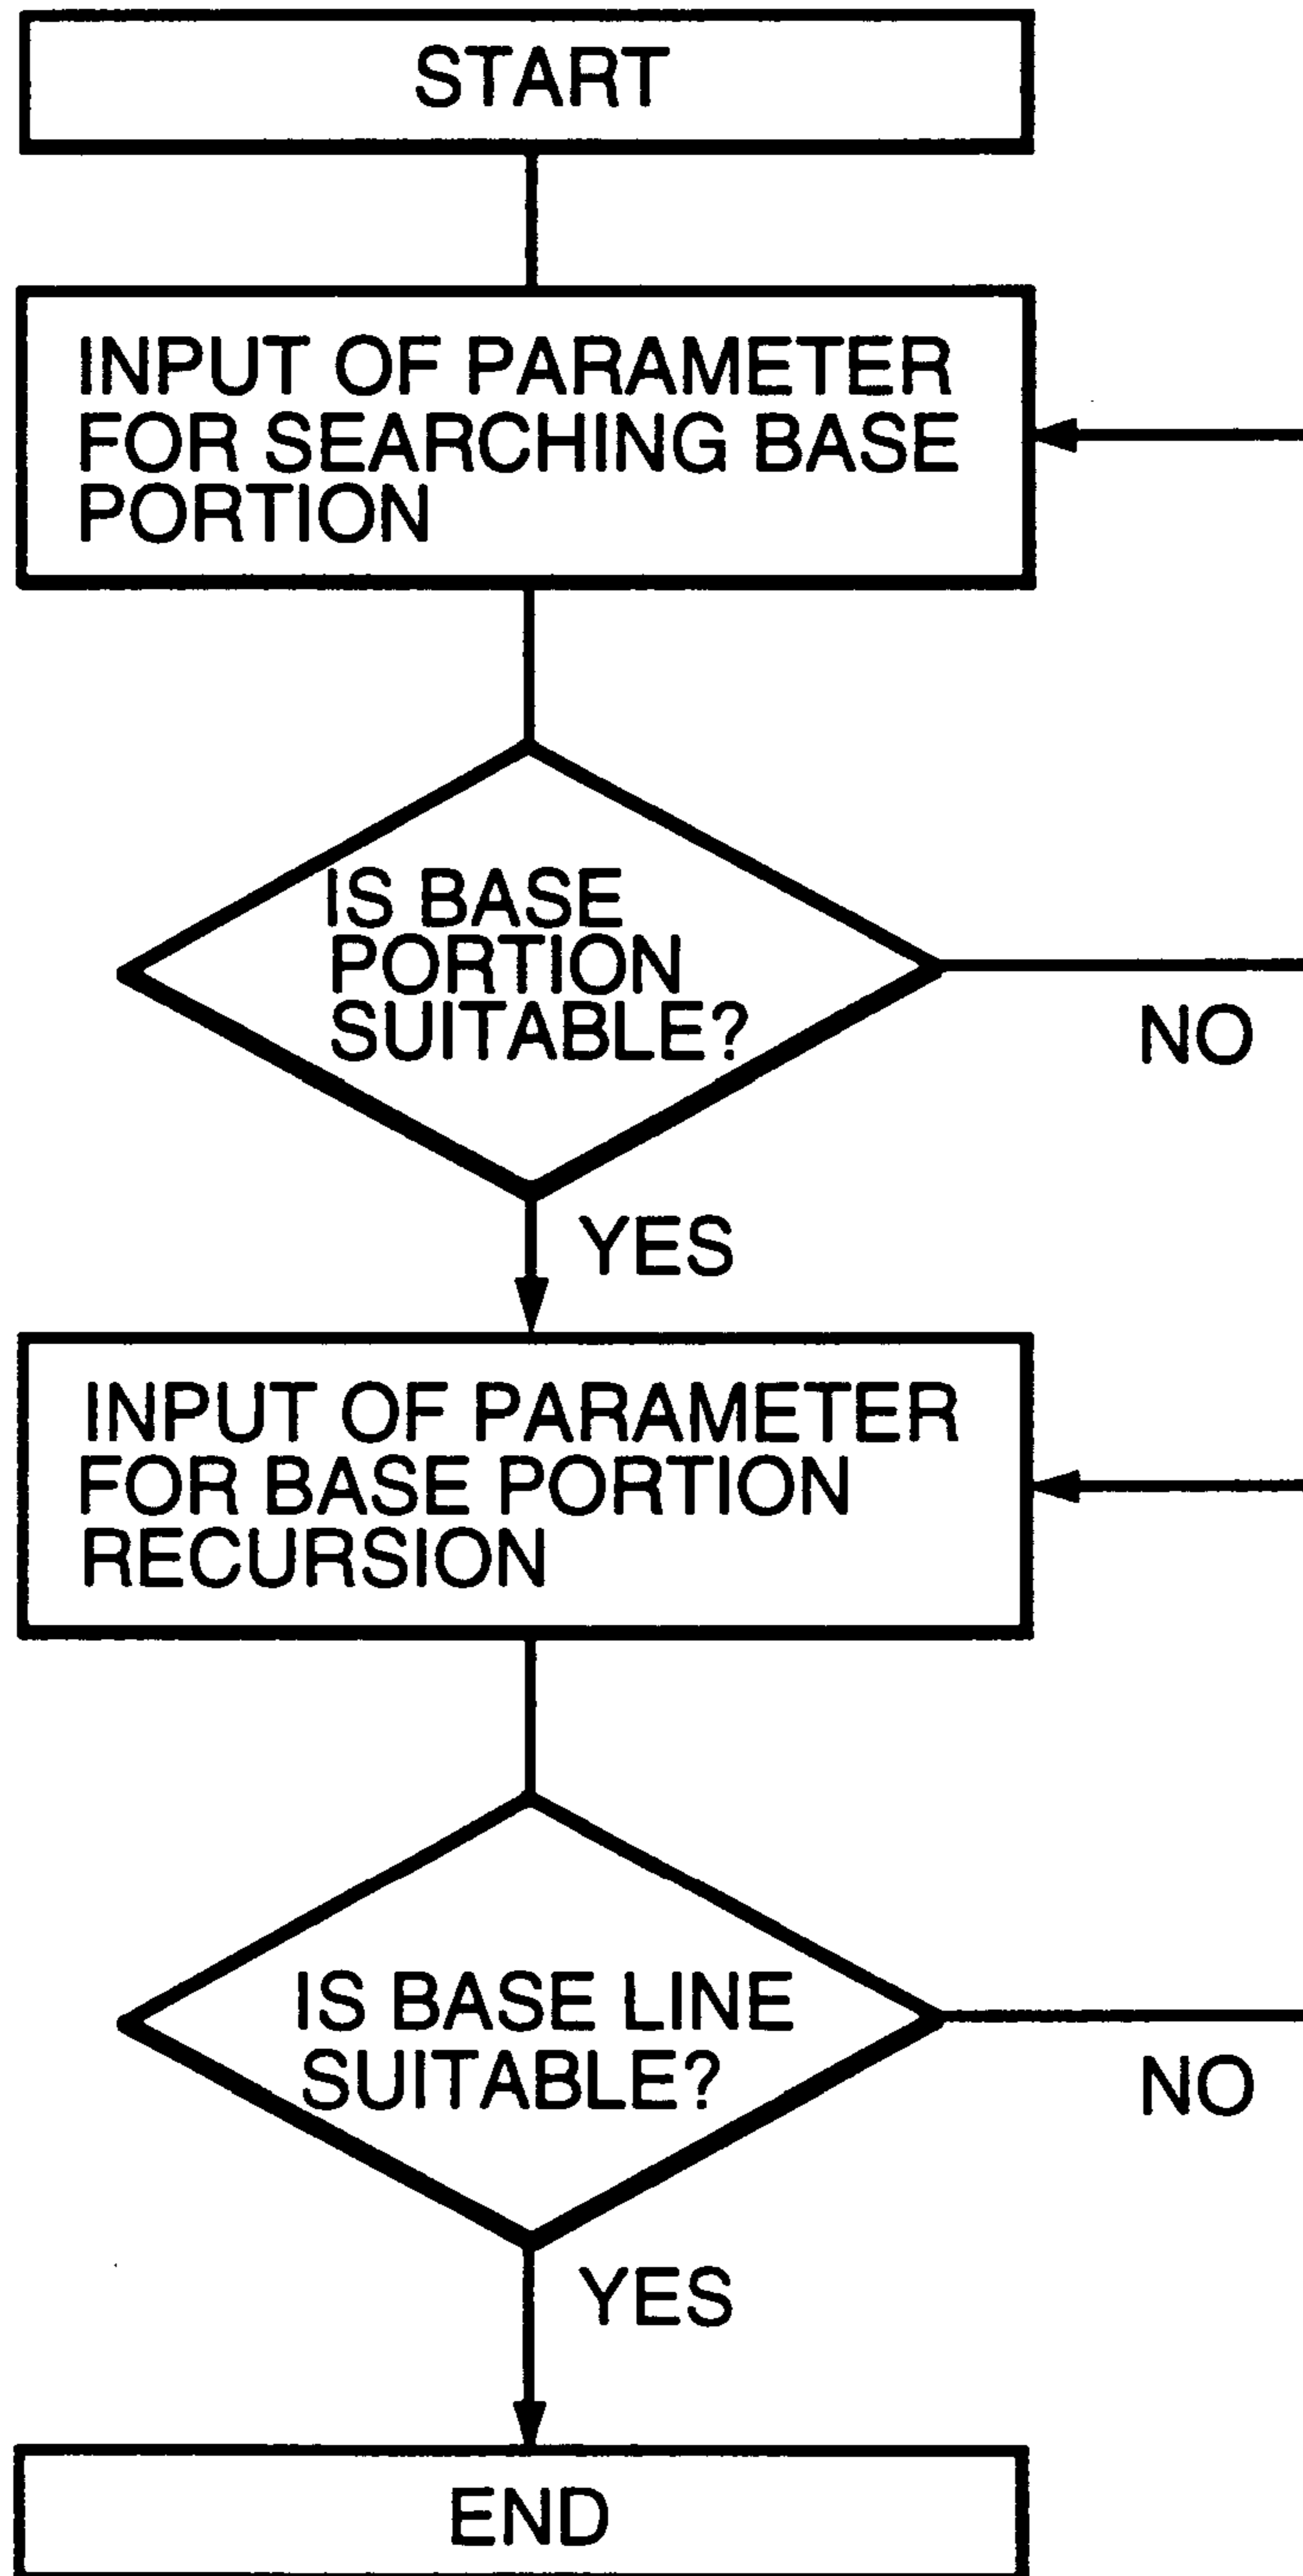 START
INPUT OF PARAMETER
FOR SEARCHING BASE
PORTION
IS BASE
PORTION
SUITABLE?
NO
YES
INPUT OF PARAMETER
FOR BASE PORTION
RECURSION
IS BASE LINE
SUITABLE?
NO
YES
END